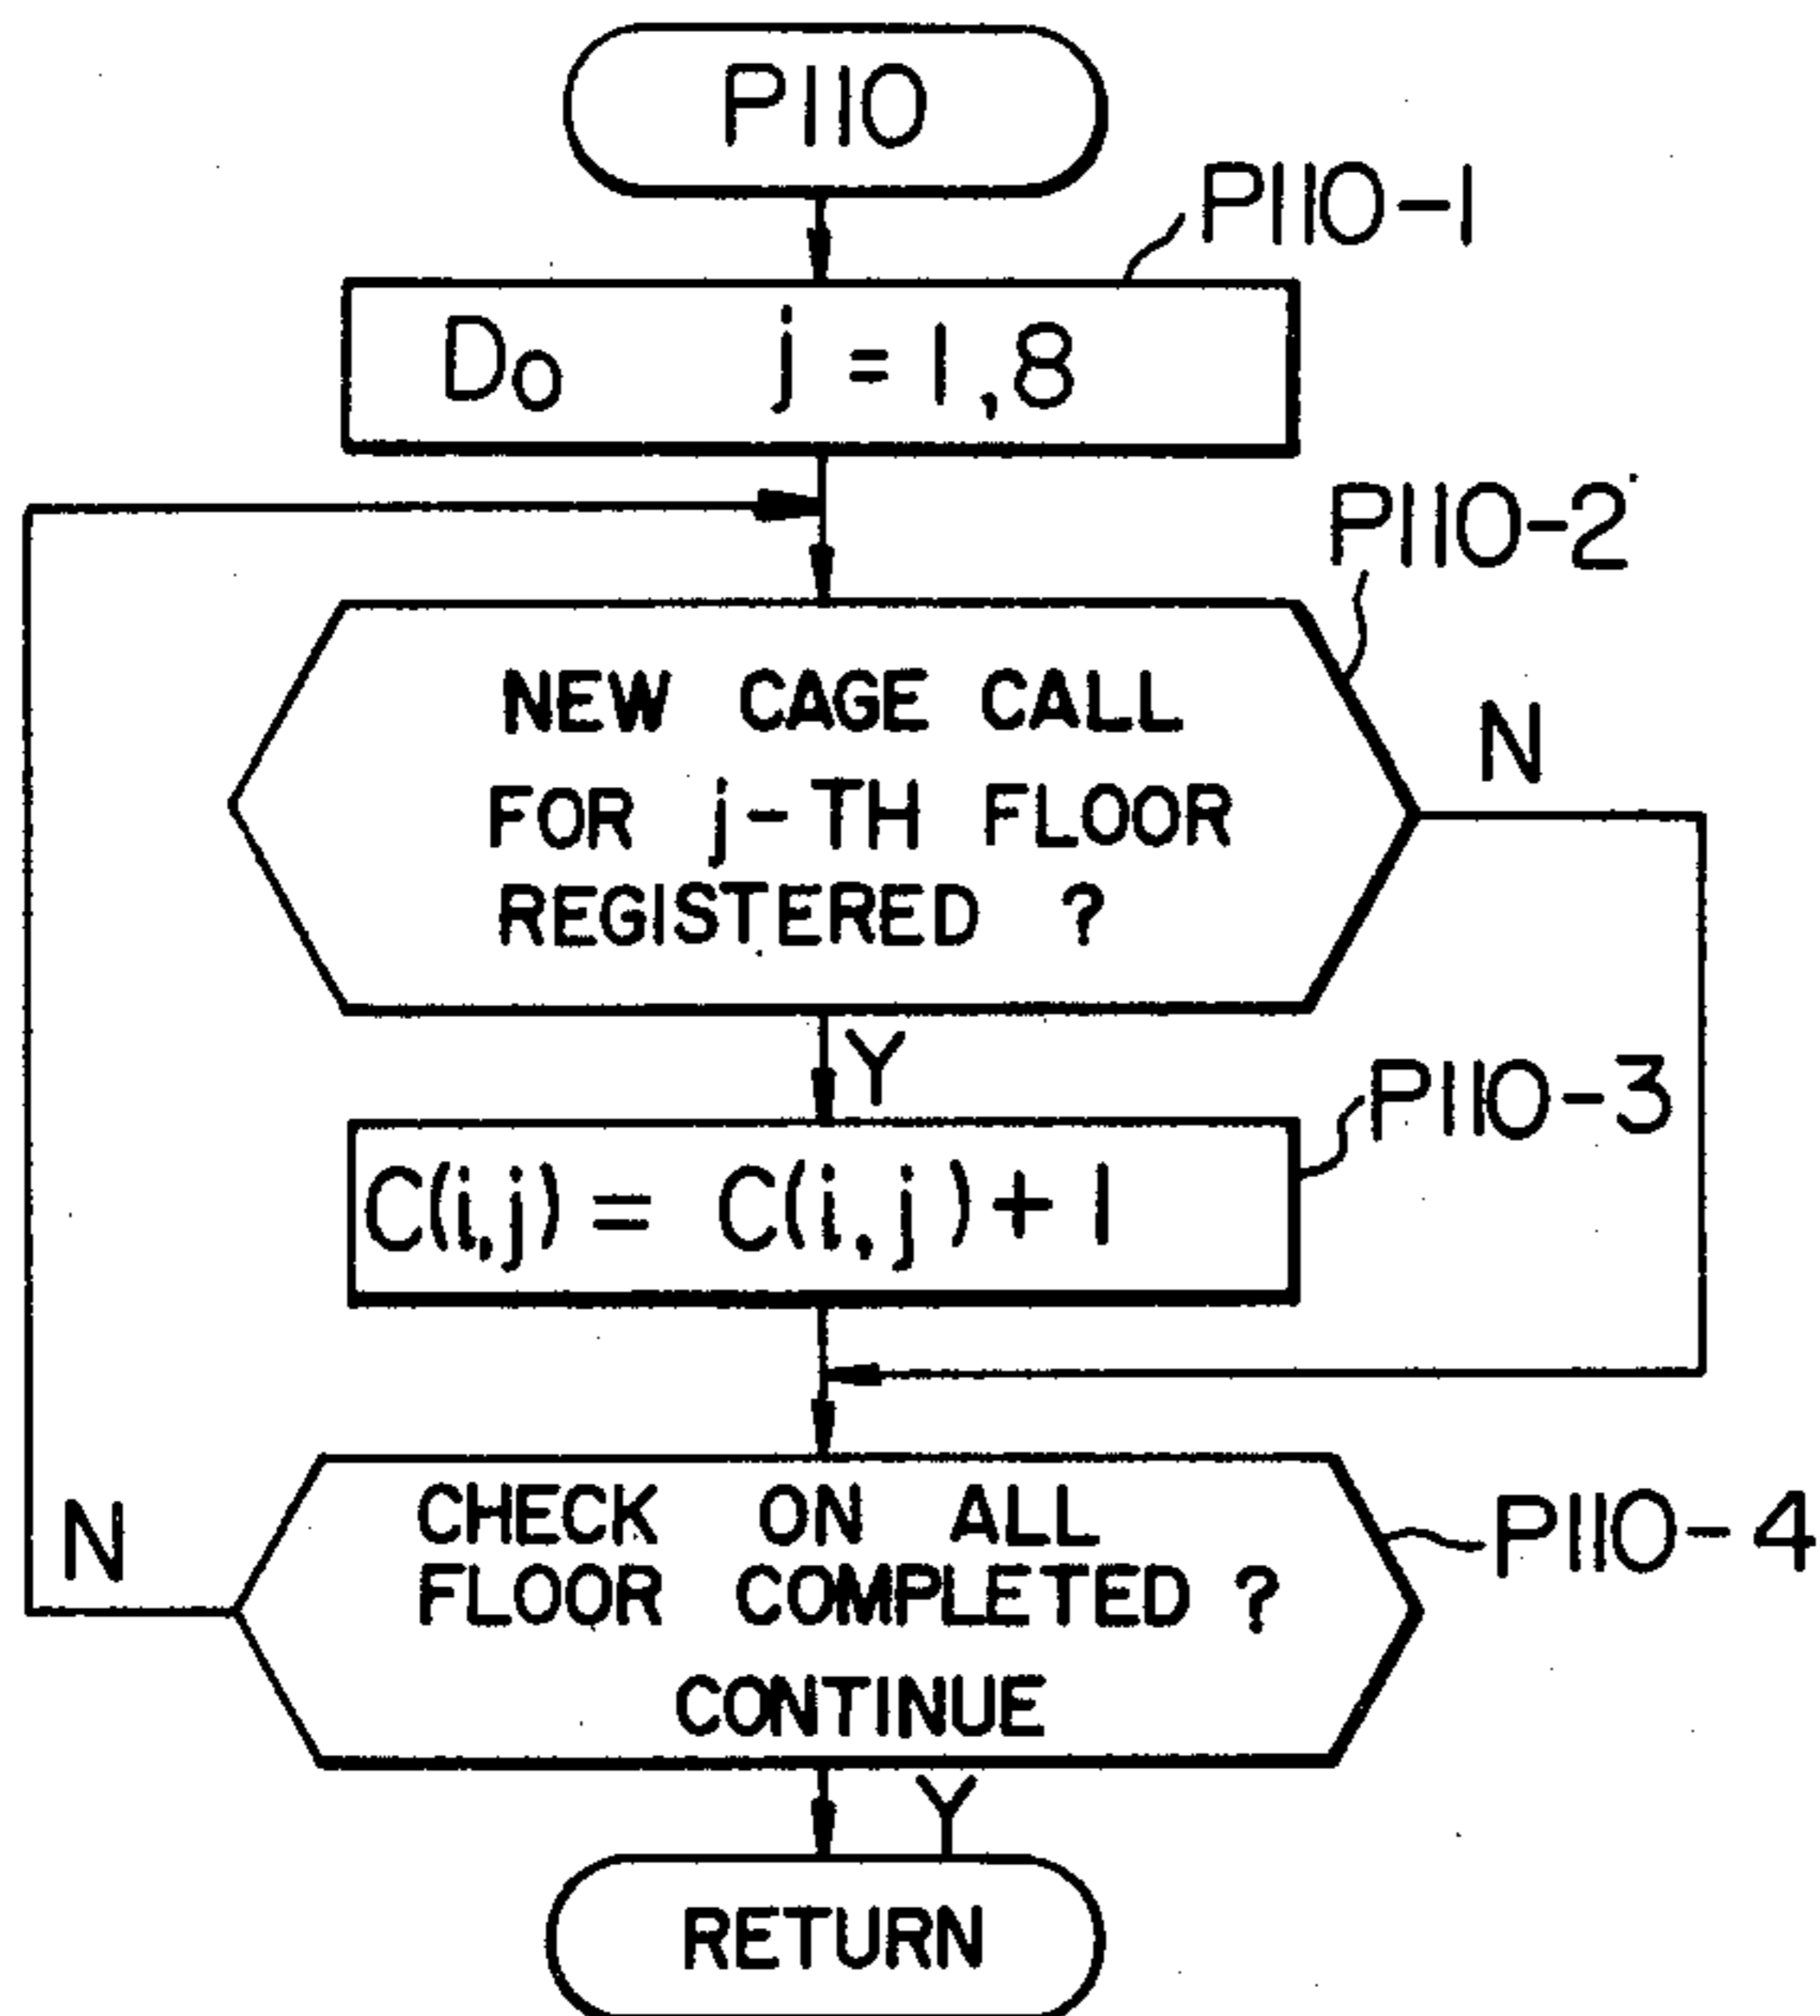 P110
P110-1
Do j = 1,8
P110-2
NEW CAGE CALL
FOR j-TH FLOOR
REGISTERED ?
N
Y
P110-3
C(i,j) = C(i,j)+1
CHECK ON ALL
FLOOR COMPLETED ?
CONTINUE
N
P110-4
Y
RETURN